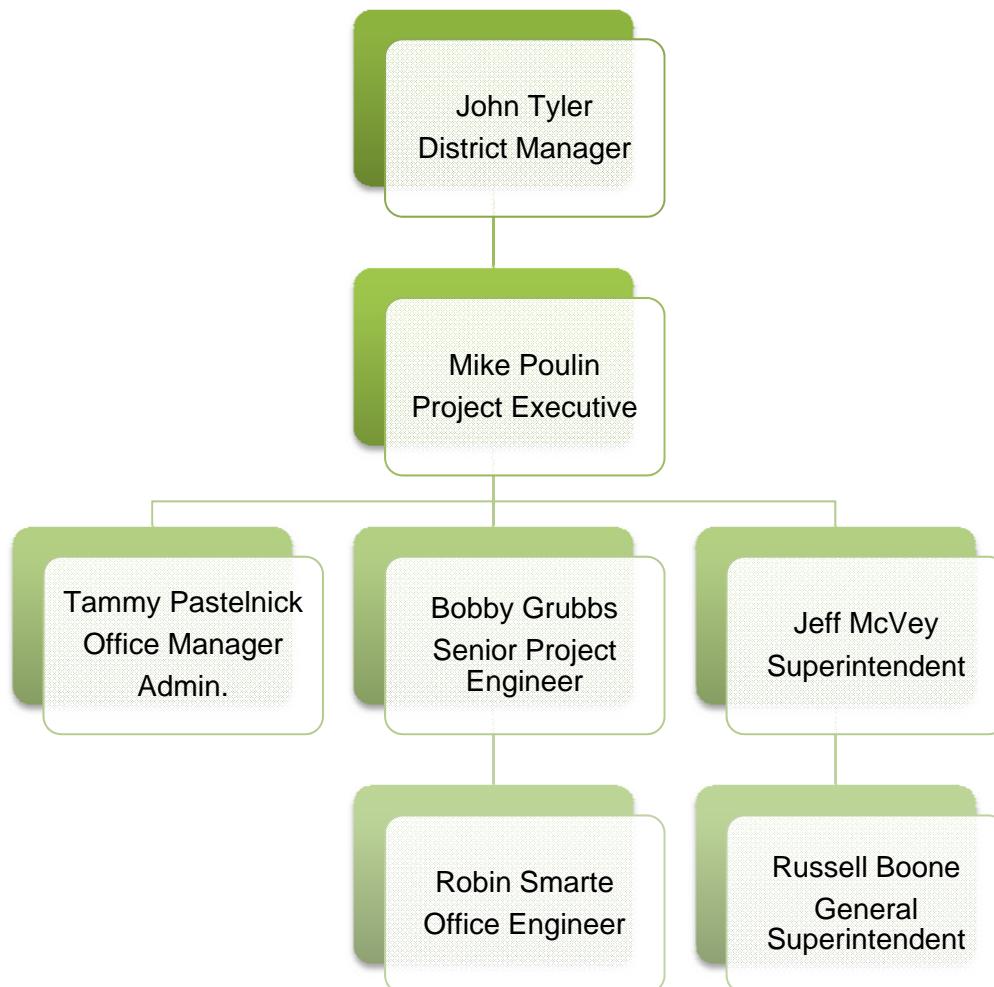 John Tyler
District Manager
Mike Poulin
Project Executive
Tammy Pastelnick
Office Manager
Admin.
Bobby Grubbs
Senior Project
Engineer
Jeff McVey
Superintendent
Robin Smarte
Office Engineer
Russell Boone
General
Superintendent